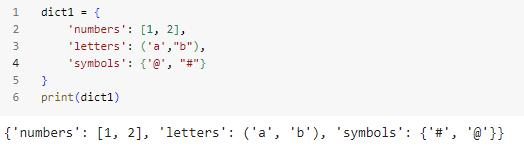 1 dict1 = {
2     'numbers': [1, 2],
3     'letters': ('a',"b"),
4     'symbols': {'@', "#"}
5 }
6 print(dict1)
{'numbers': [1, 2], 'letters': ('a', 'b'), 'symbols': {'#', '@'}}